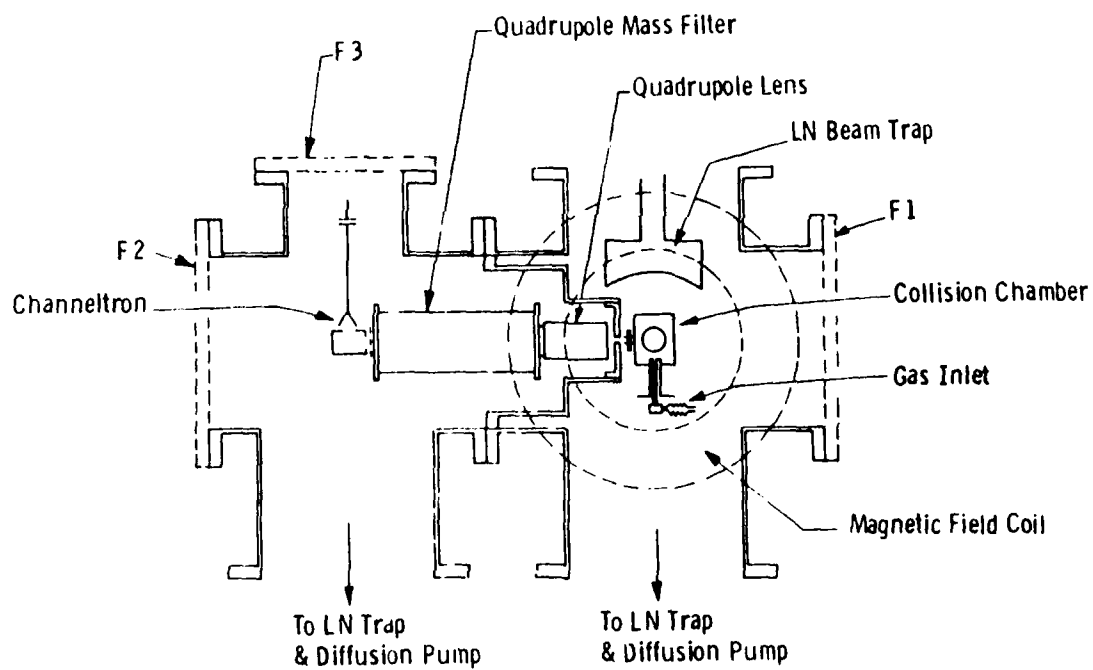 Quadrupole Mass Filter
F3
Quadrupole Lens
LN Beam Trap
F1
F2
Channeltron
Collision Chamber
Gas Inlet
Magnetic Field Coil
To LN Trap
& Diffusion Pump
To LN Trap
& Diffusion Pump